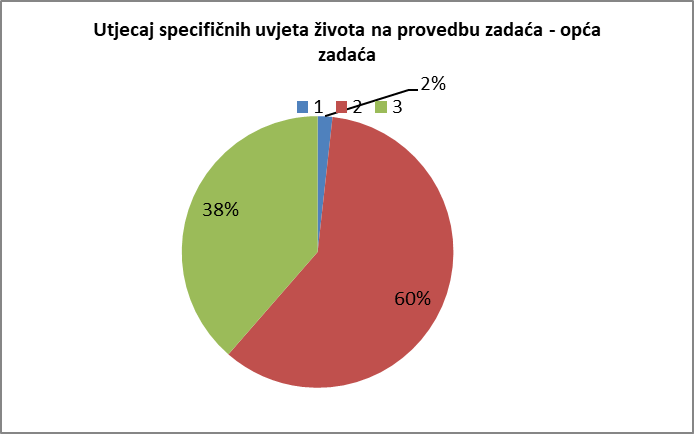 Utjecaj specifičnih uvjeta života na provedbu zadaća - opća
zadaća
2%
1 2 3
38%
60%